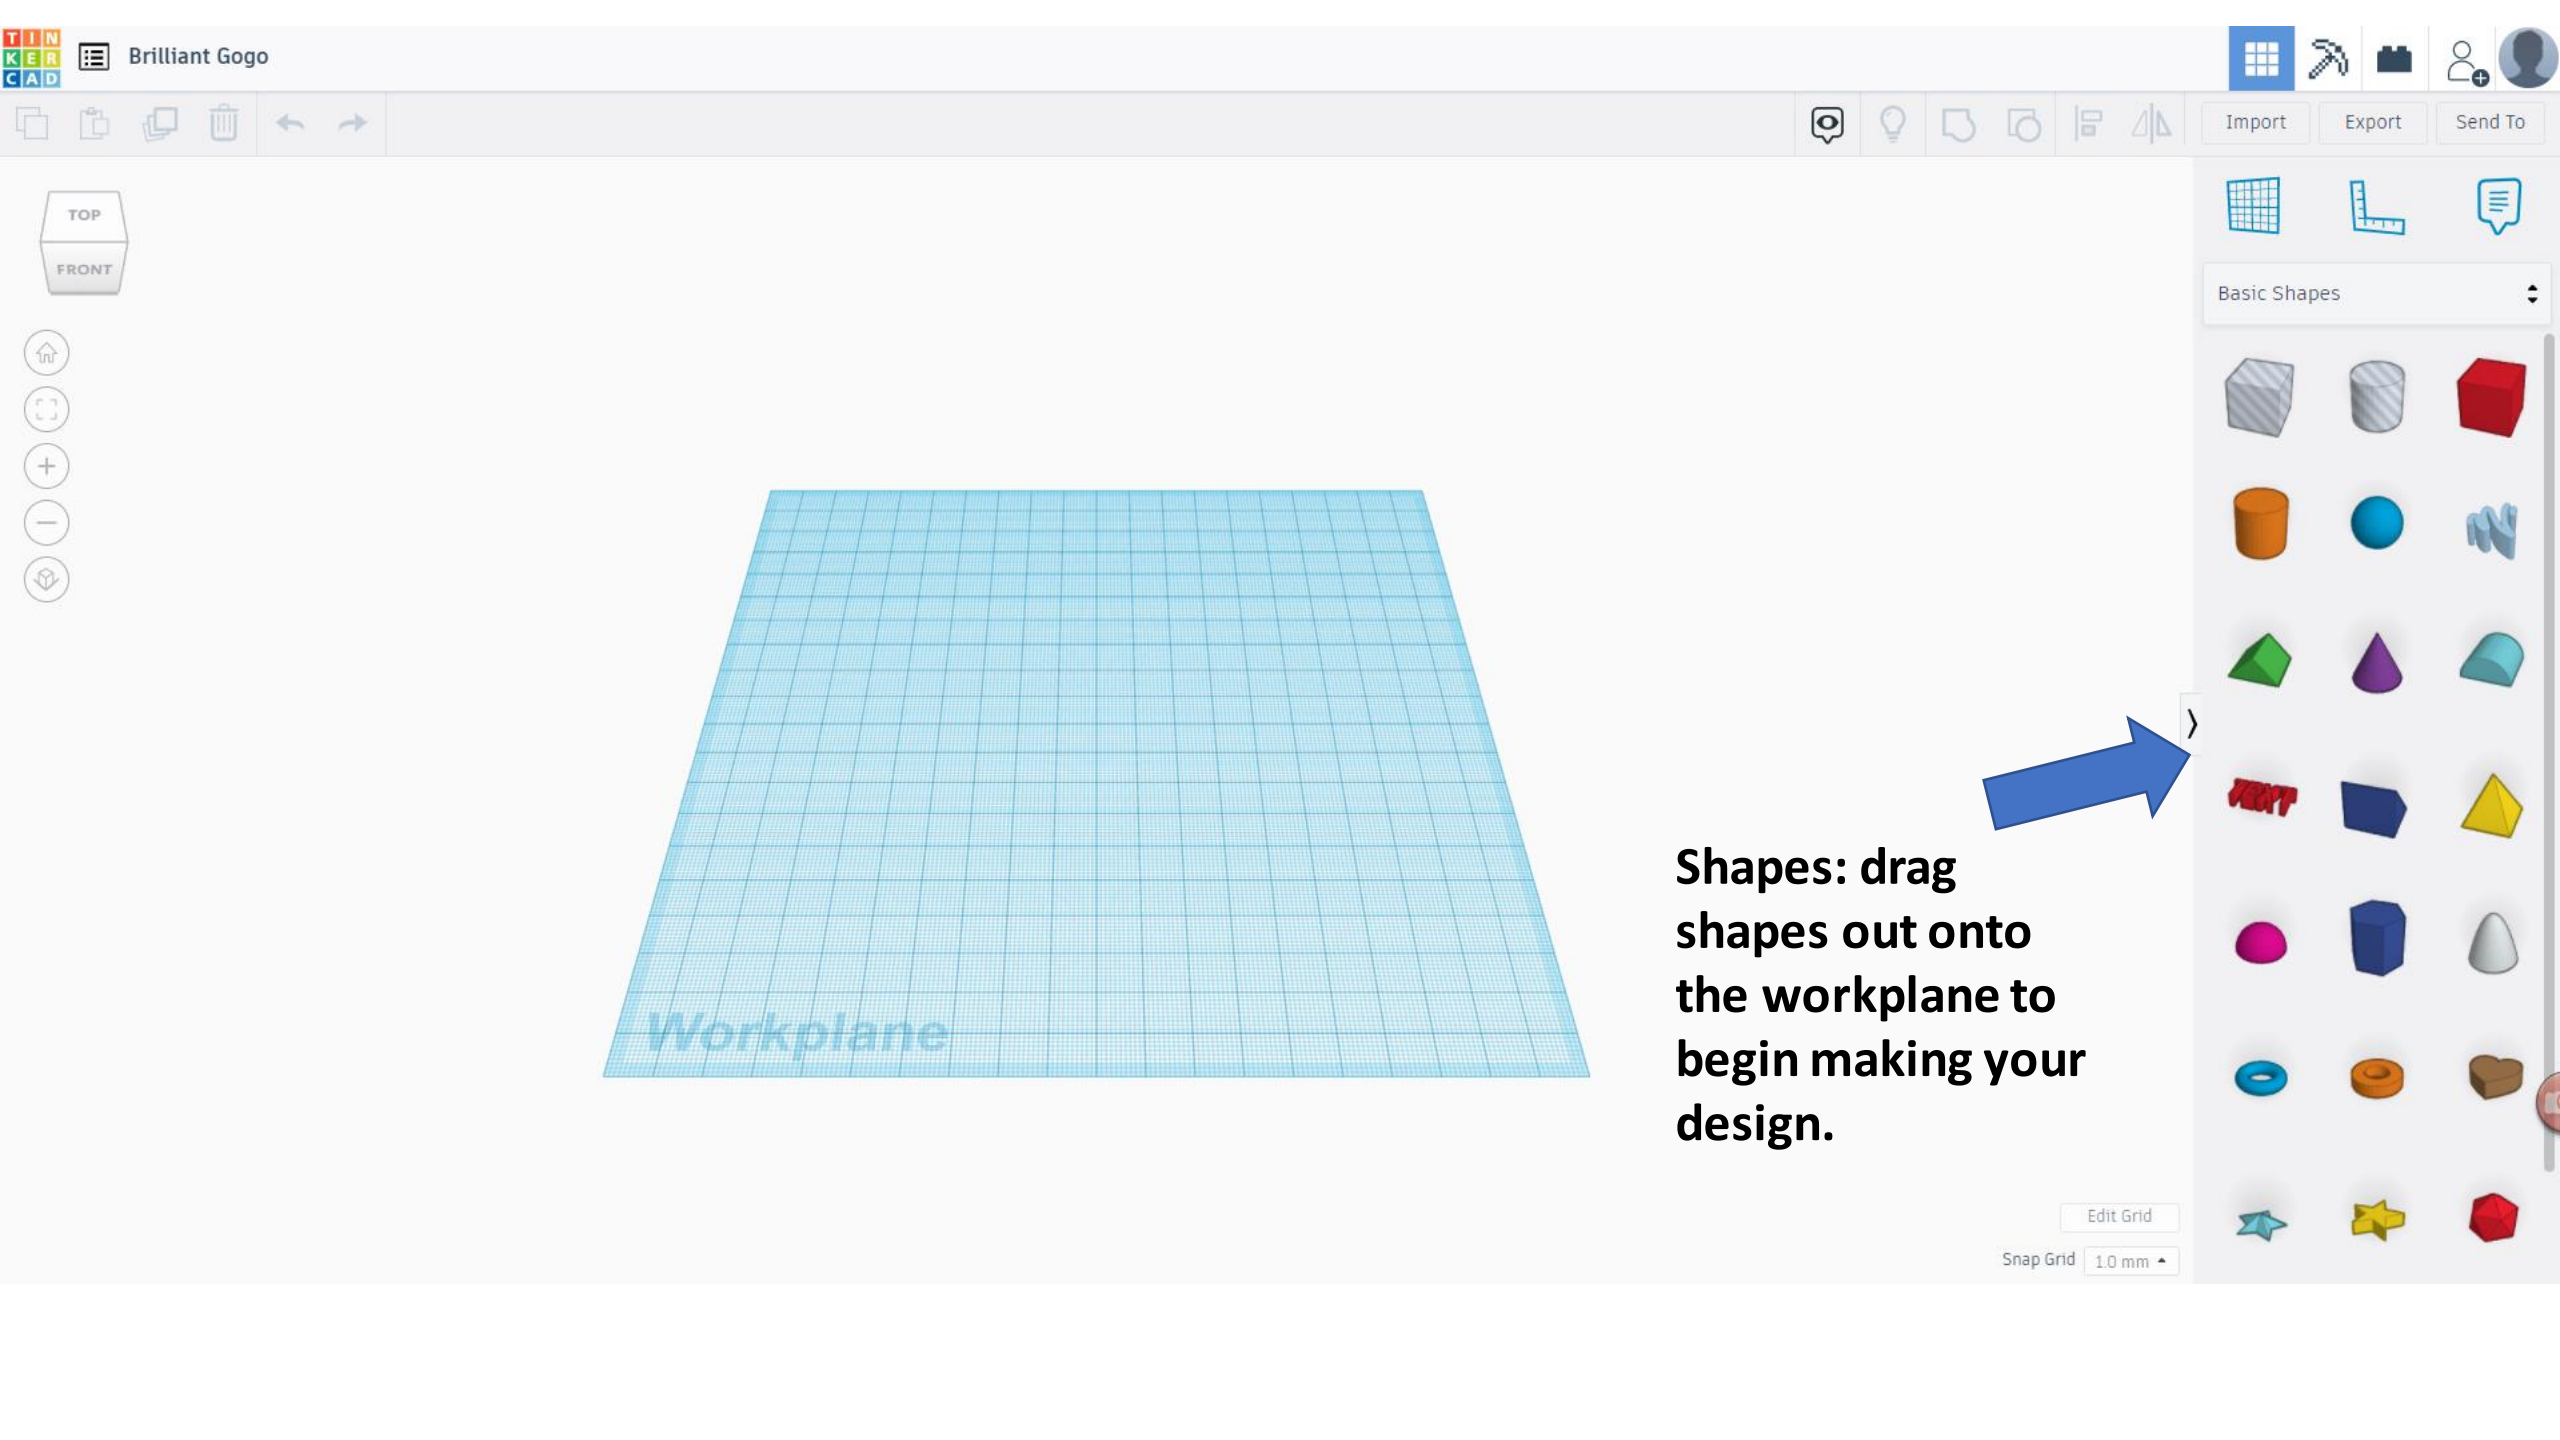 TIN
KER
CAD
Brilliant Gogo
Import
Export
Send To
TOP
FRONT
Basic Shapes
TEXT
Workplane
Shapes: drag
shapes out onto
the workplane to
begin making your
design.
Edit Grid
Snap Grid 1.0 mm